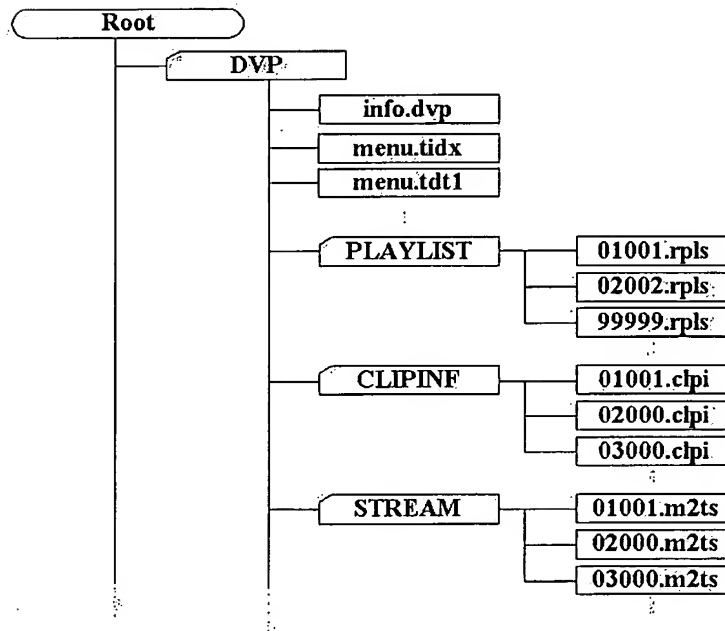 Root
DVP
info.dvp
menu.tidx
menu.tdt1
PLAYLIST
01001.rpls
02002.rpls
99999.rpls
CLIPINF
01001.clpi
02000.clpi
03000.clpi
STREAM
01001.m2ts
02000.m2ts
03000.m2ts